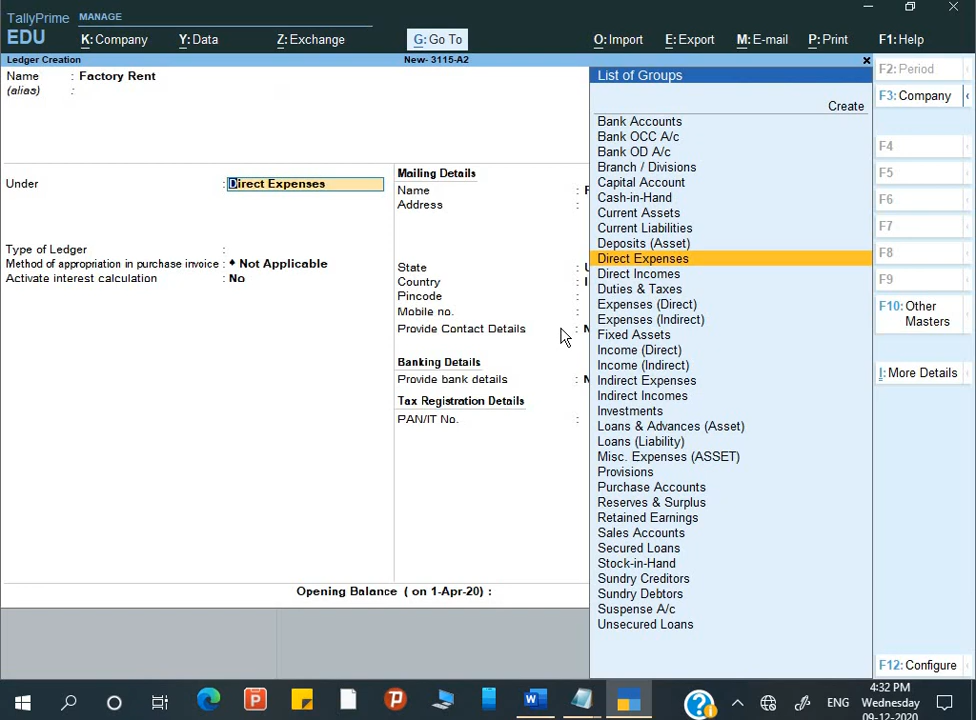 TallyPrime MANAGE
EDU
K: Company Y: Data Z: Exchange G: Go To O: Import E: Export M: E-mail P: Print F1: Help
Ledger Creation New- 3115-A2
Name : Factory Rent
(alias) :
Under : Direct Expenses
Type of Ledger :
Method of appropriation in purchase invoice : ♦ Not Applicable
Activate interest calculation : No
Mailing Details
Name :
Address :
State :
Country :
Pincode :
Mobile no. :
Provide Contact Details :
Banking Details
Provide bank details :
Tax Registration Details
PAN/IT No. :
Opening Balance ( on 1-Apr-20) :
List of Groups
Create
Bank Accounts
Bank OCC A/c
Bank OD A/c
Branch / Divisions
Capital Account
Cash-in-Hand
Current Assets
Current Liabilities
Deposits (Asset)
Direct Expenses
Direct Incomes
Duties & Taxes
Expenses (Direct)
Expenses (Indirect)
Fixed Assets
Income (Direct)
Income (Indirect)
Indirect Expenses
Indirect Incomes
Investments
Loans & Advances (Asset)
Loans (Liability)
Misc. Expenses (ASSET)
Provisions
Purchase Accounts
Reserves & Surplus
Retained Earnings
Sales Accounts
Secured Loans
Stock-in-Hand
Sundry Creditors
Sundry Debtors
Suspense A/c
Unsecured Loans
F2: Period
F3: Company
F4
F5
F6
F7
F8
F9
F10: Other
Masters
I: More Details
F12: Configure
ENG
4:32 PM
Wednesday
09-12-2020